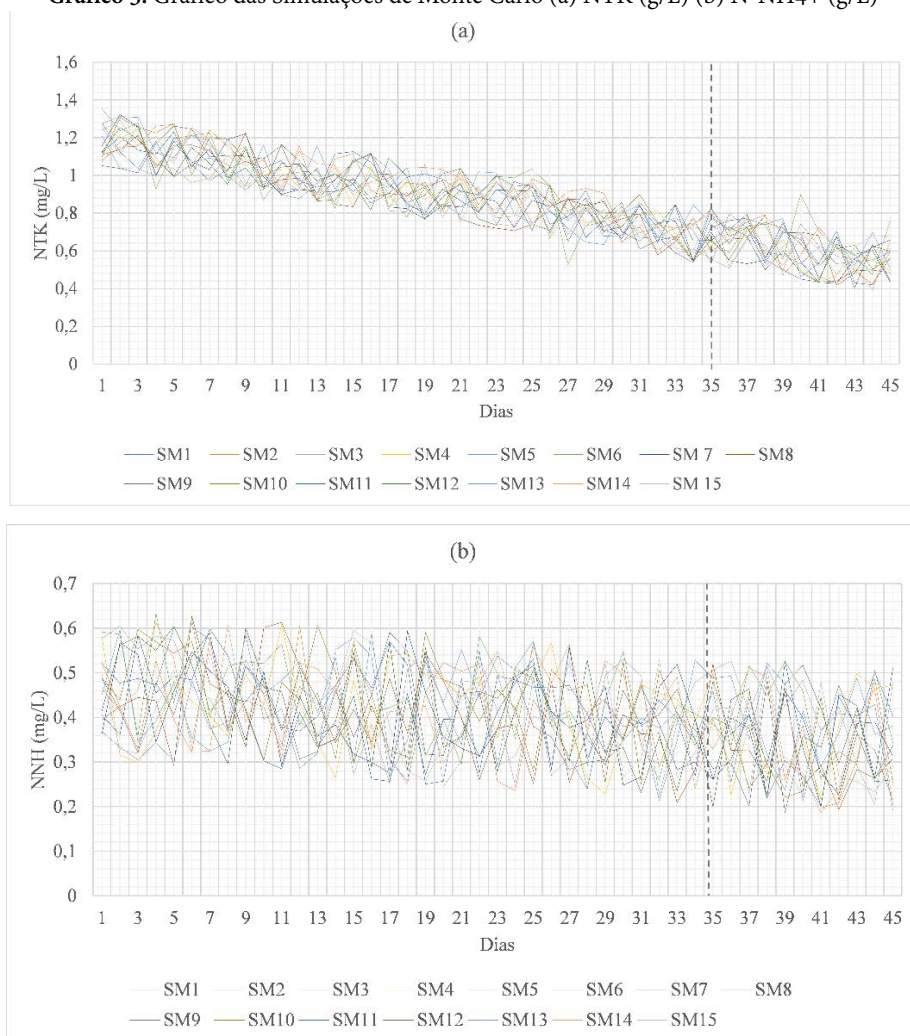 Gráfico 3. Gráfico das Simulações de Monte Carlo (a) NTK (g/L) (b) N-NH4+ (g/L)
(a)
1,6
1,4
1,2
1
0,8
0,6
0,4
0,2
0
NTK (mg/L)
1 3 5 7 9 11 13 15 17 19 21 23 25 27 29 31 33 35 37 39 41 43 45
Dias
SM1 SM2 SM3 SM4 SM5 SM6 SM 7 SM8
SM9 SM10 SM11 SM12 SM13 SM14 SM 15
(b)
0,7
0,6
0,5
0,4
0,3
0,2
0,1
0
NNH (mg/L)
1 3 5 7 9 11 13 15 17 19 21 23 25 27 29 31 33 35 37 39 41 43 45
Dias
SM1 SM2 SM3 SM4 SM5 SM6 SM7 SM8
SM9 SM10 SM11 SM12 SM13 SM14 SM15